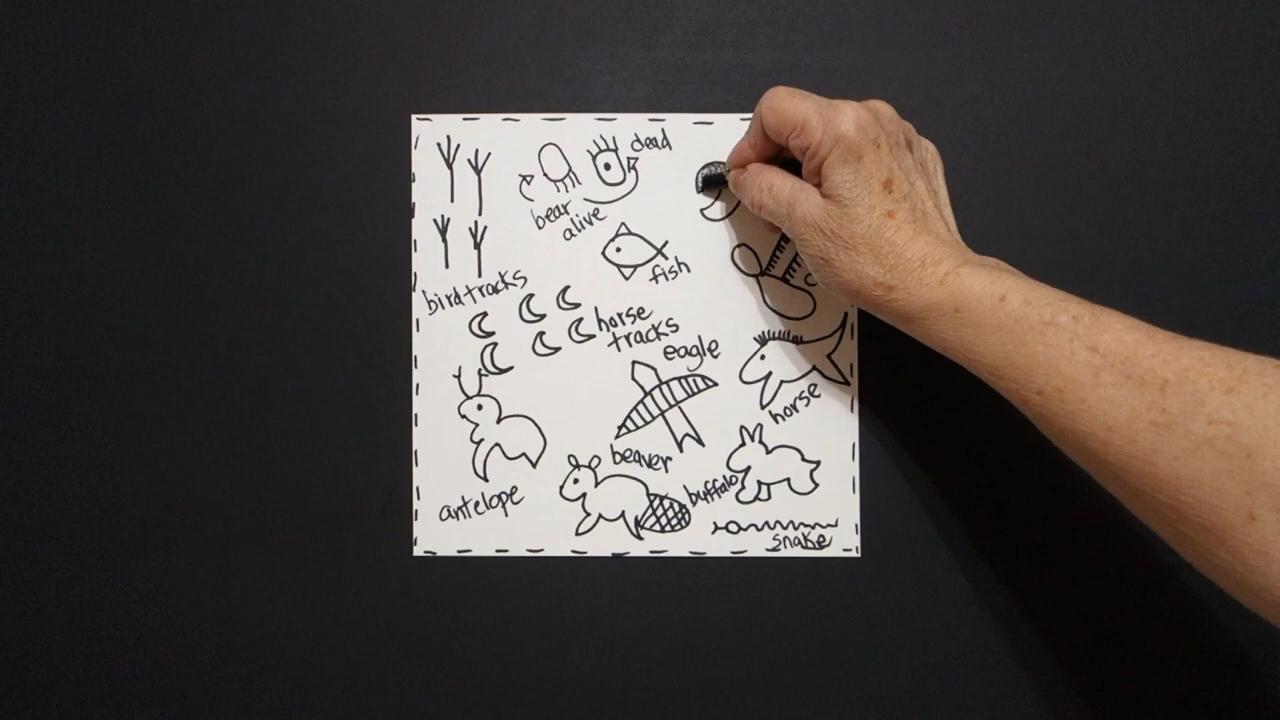 dead
bear
alive
fish
bird tracks
horse
tracks
eagle
horse
beaver
buffalo
antelope
snake